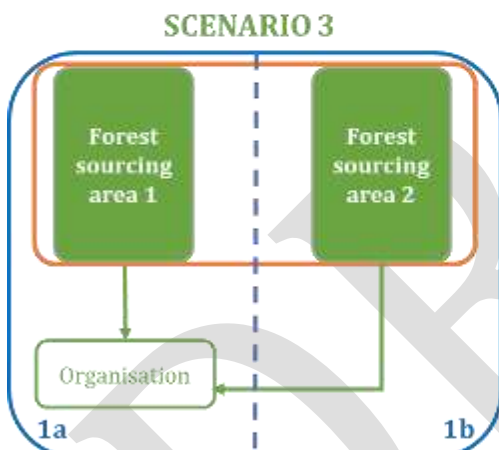 SCENARIO 3
Forest
sourcing
area 1
Forest
sourcing
area 2
Organisation
1a
1b